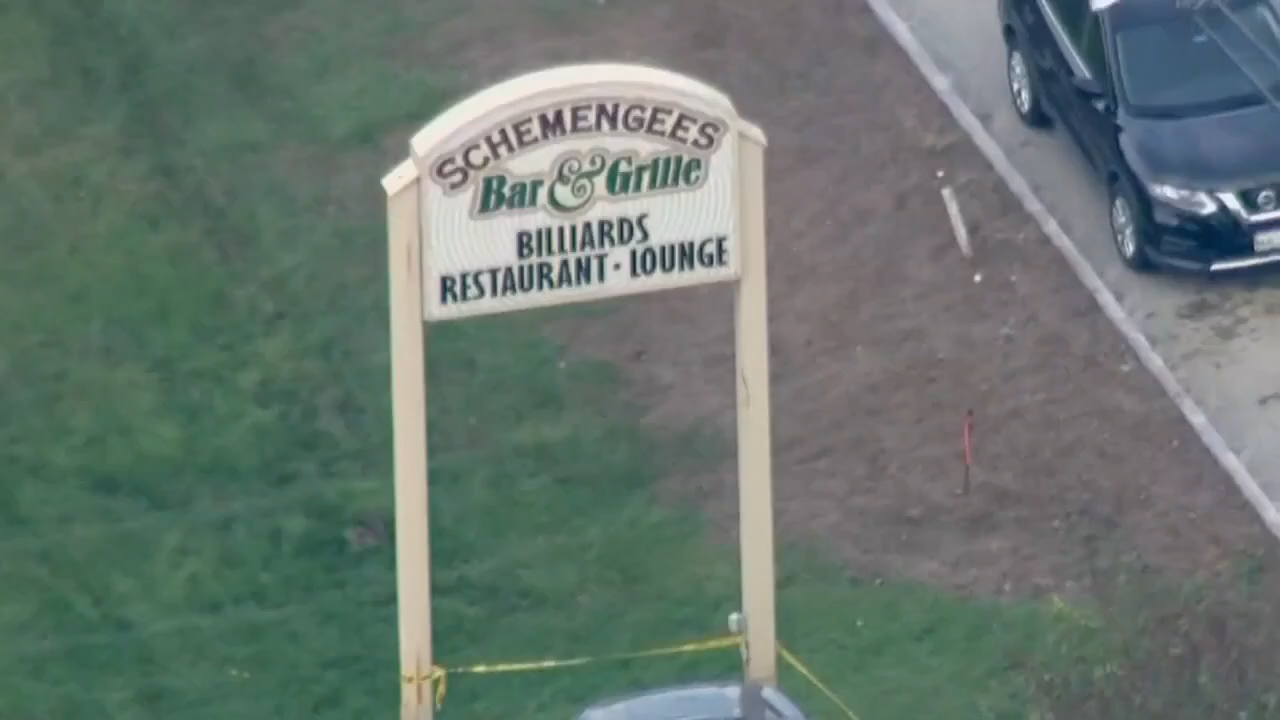 SCHEMENGEES
Bar & Grille
BILLIARDS
RESTAURANT · LOUNGE